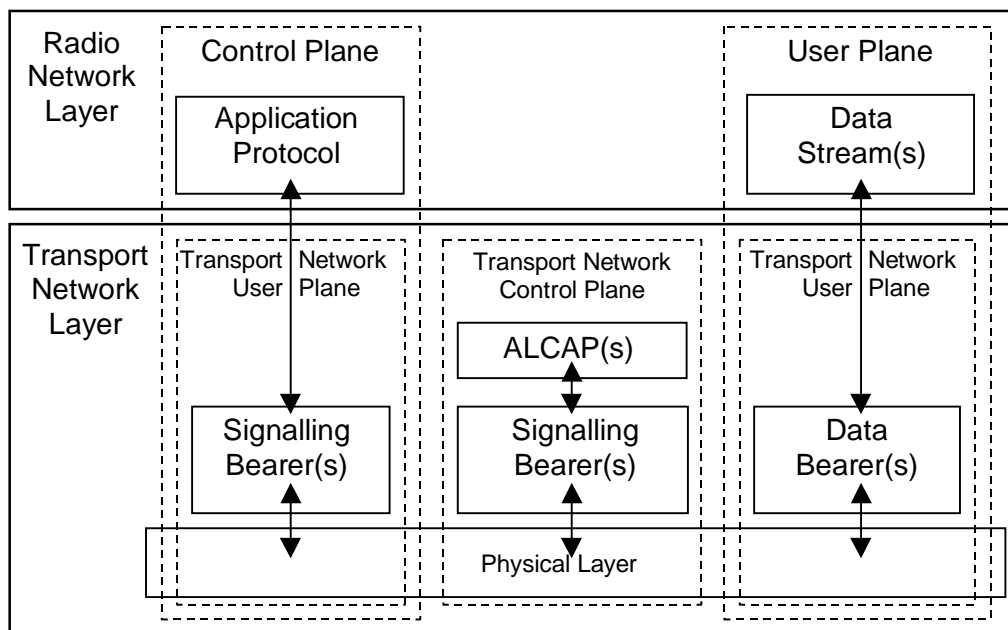 Radio
Network
Layer
Control Plane
User Plane
Application
Protocol
Data
Stream(s)
Transport
Network
Layer
Transport Network
User Plane
Transport Network
Control Plane
Transport Network
User Plane
ALCAP(s)
Signalling
Bearer(s)
Signalling
Bearer(s)
Data
Bearer(s)
Physical Layer